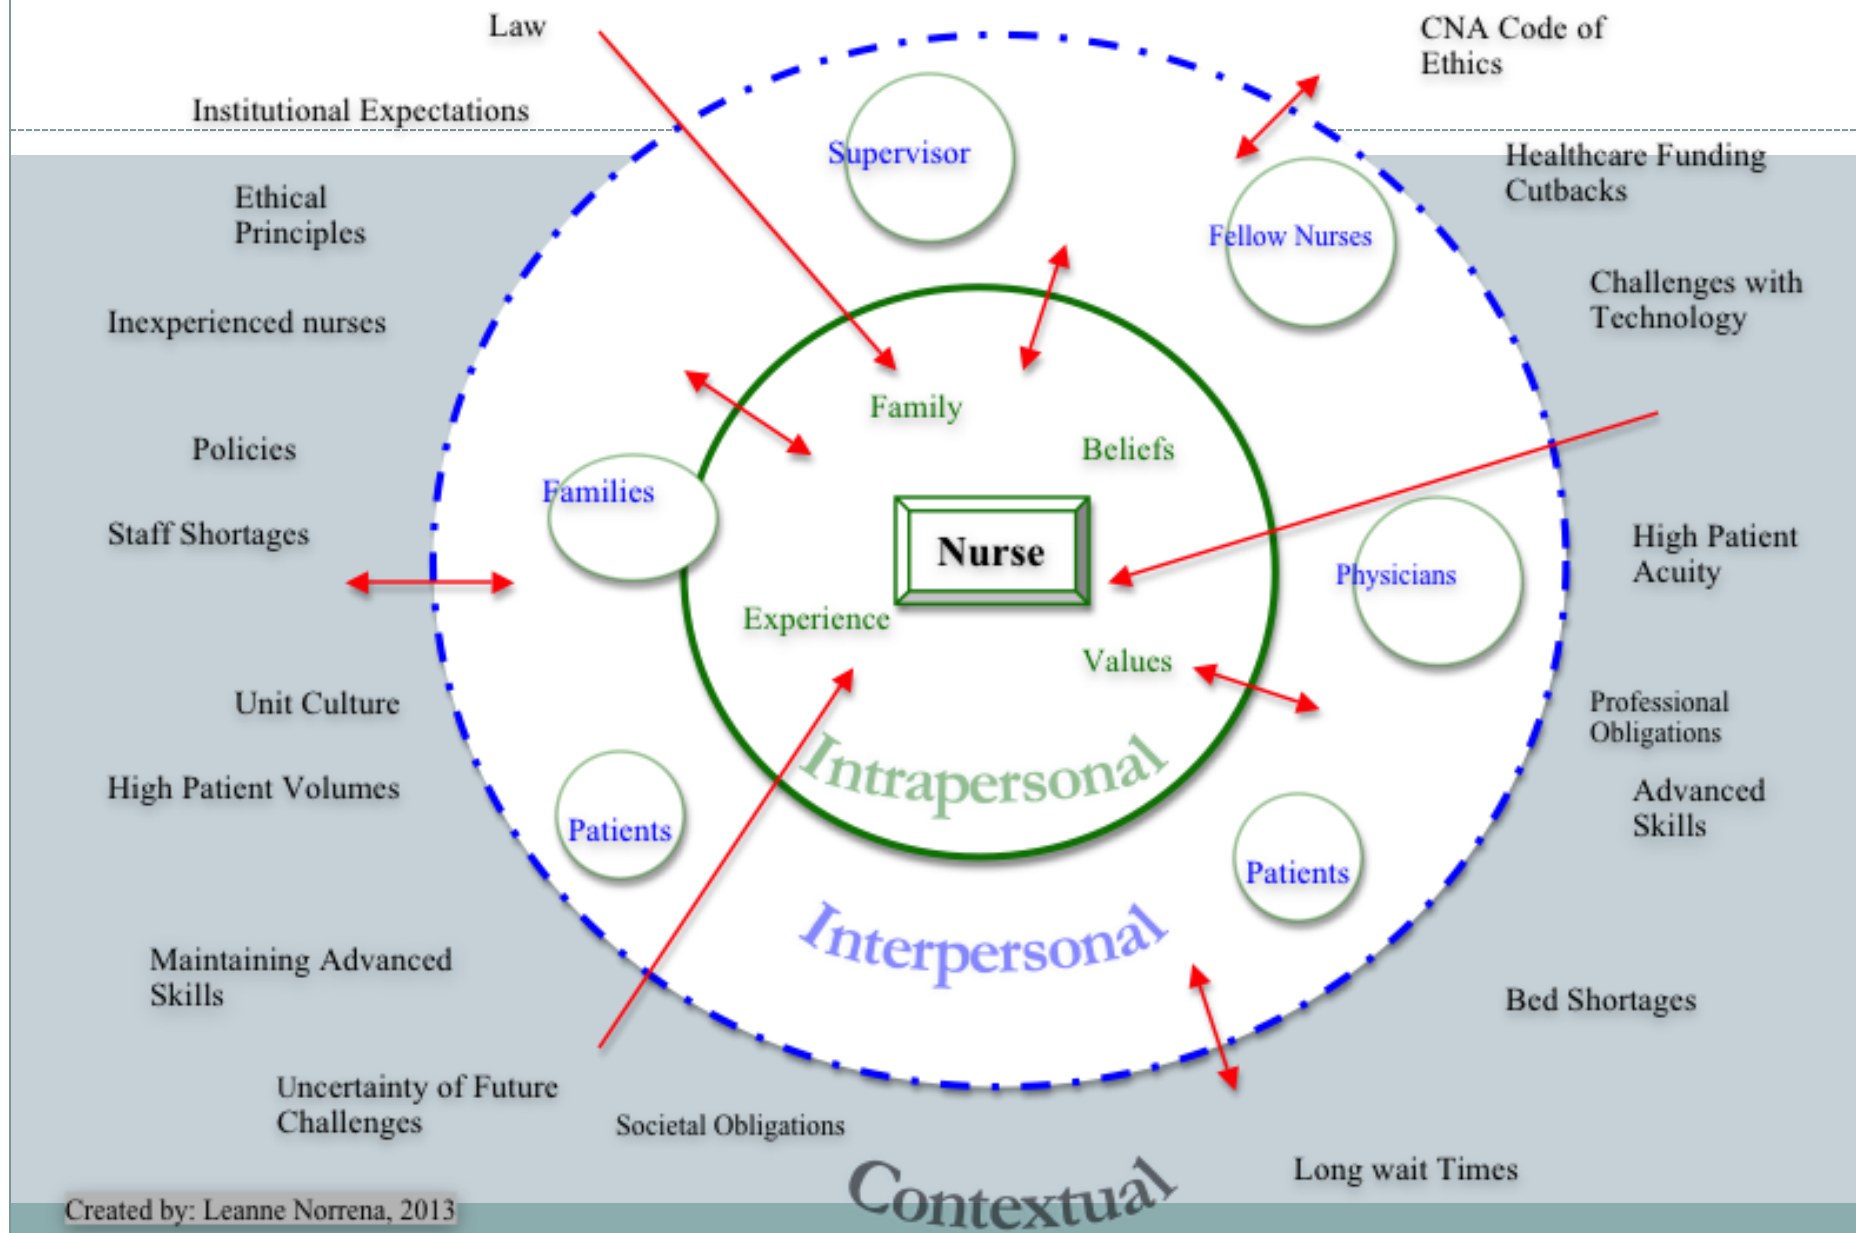 Law
CNA Code of
Ethics
Institutional Expectations
Supervisor
Healthcare Funding
Cutbacks
Ethical
Principles
Fellow Nurses
Challenges with
Technology
Inexperienced nurses
Family
Policies
Beliefs
Families
Staff Shortages
Nurse
High Patient
Acuity
Physicians
Experience
Values
Unit Culture
Professional
Obligations
Intrapersonal
High Patient Volumes
Advanced
Skills
Patients
Patients
Interpersonal
Maintaining Advanced
Skills
Bed Shortages
Uncertainty of Future
Challenges
Societal Obligations
Long wait Times
Contextual
Created by: Leanne Norrena, 2013